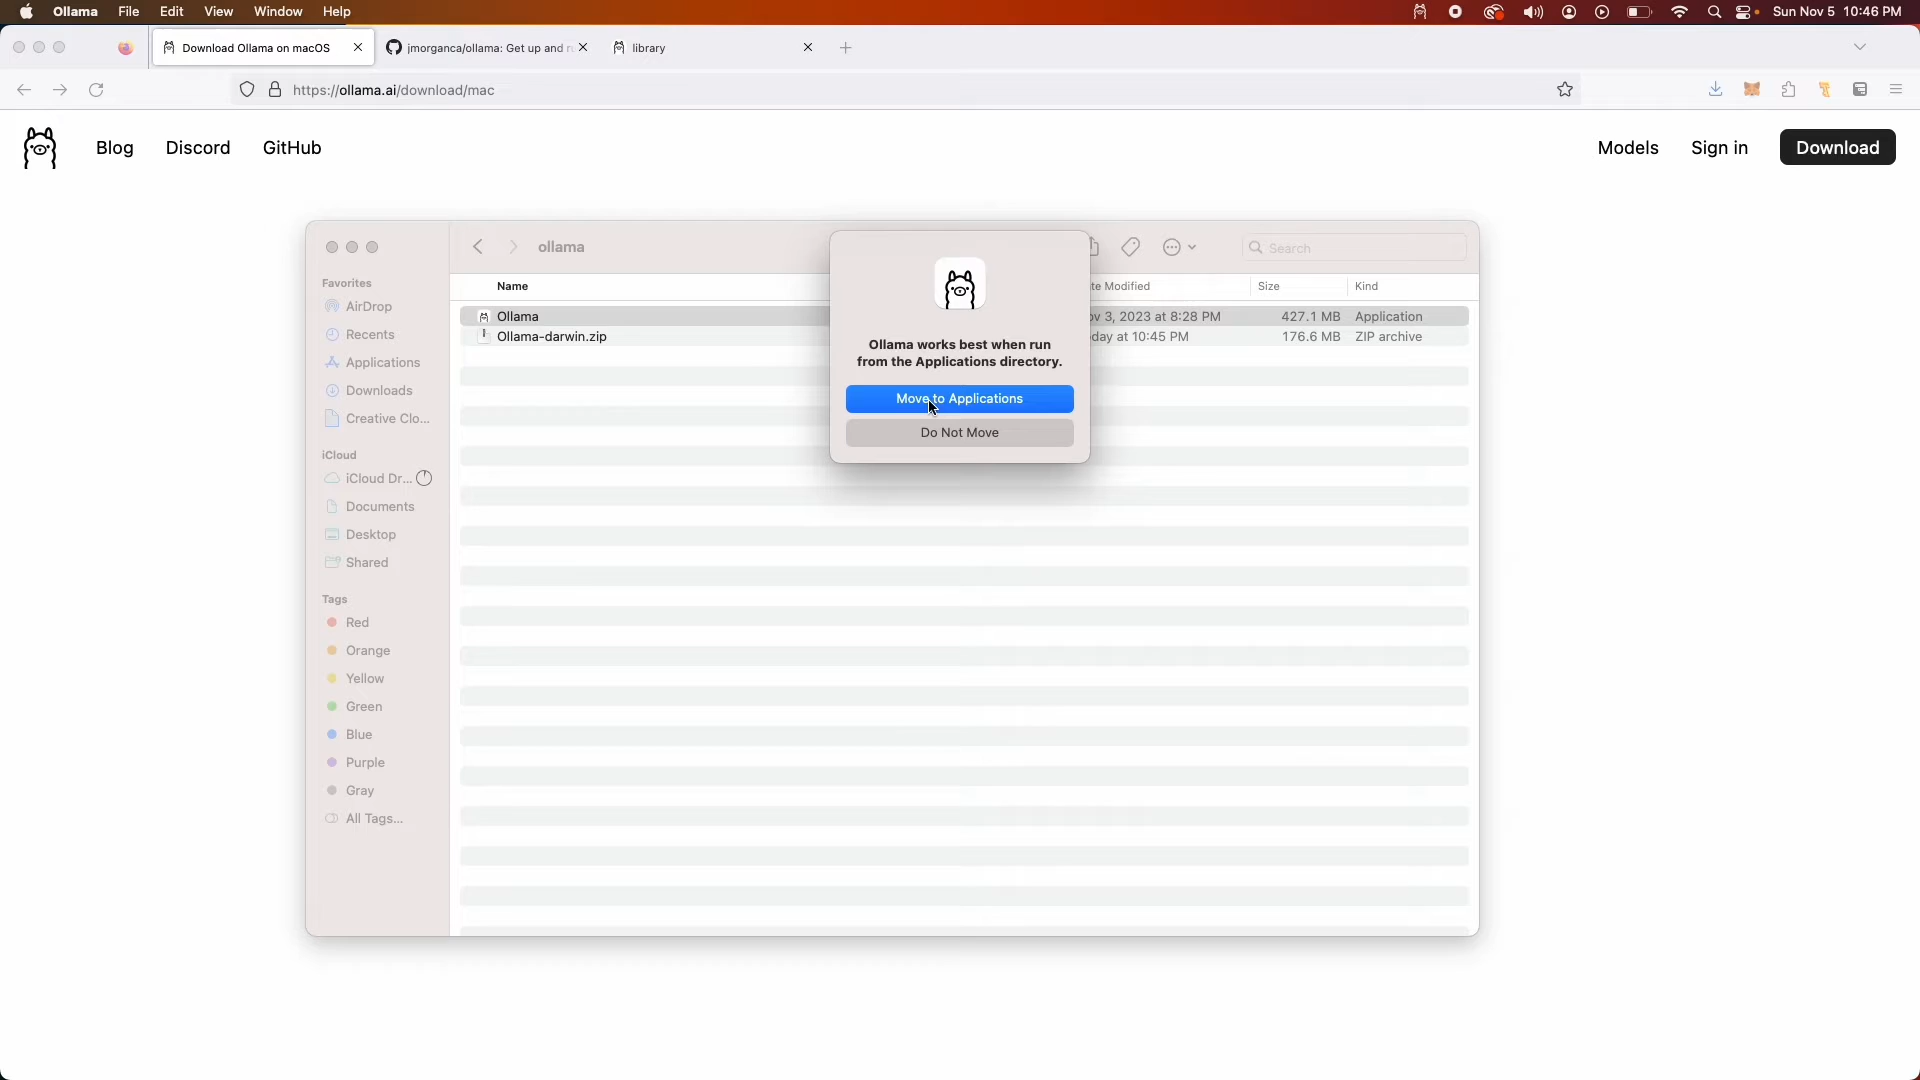 Ollama File Edit View Window Help Sun Nov 5 10:46 PM
Download Ollama on macOS jmorganca/ollama: Get up and library
https://ollama.ai/download/mac
Blog Discord GitHub Models Sign in Download
ollama Search
Favorites
AirDrop
Recents
Applications
Downloads
Creative Clo...
iCloud
iCloud Dr...
Documents
Desktop
Shared
Tags
Red
Orange
Yellow
Green
Blue
Purple
Gray
All Tags...
Name te Modified Size Kind
Ollama ov 3, 2023 at 8:28 PM 427.1 MB Application
Ollama-darwin.zip day at 10:45 PM 176.6 MB ZIP archive
Ollama works best when run
from the Applications directory.
Move to Applications
Do Not Move